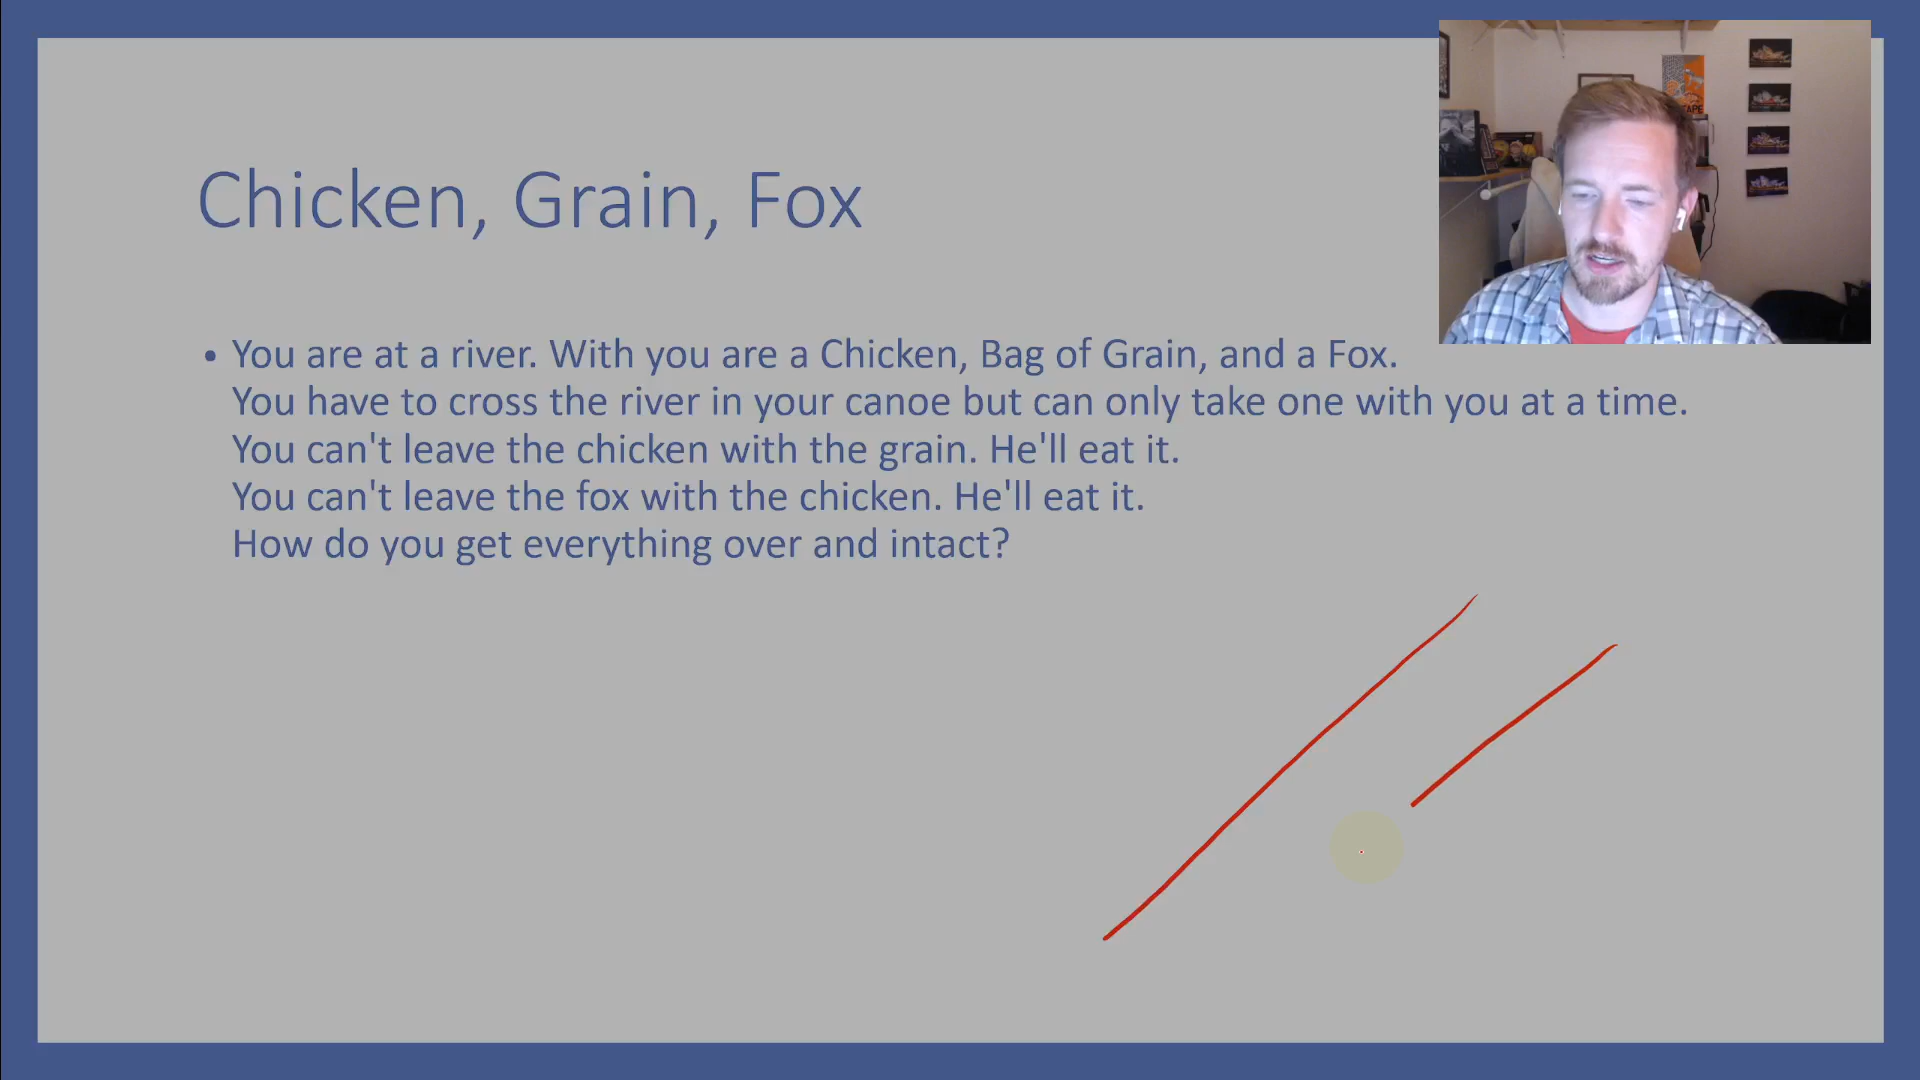 Chicken, Grain, Fox
• You are at a river. With you are a Chicken, Bag of Grain, and a Fox.
You have to cross the river in your canoe but can only take one with you at a time.
You can't leave the chicken with the grain. He'll eat it.
You can't leave the fox with the chicken. He'll eat it.
How do you get everything over and intact?